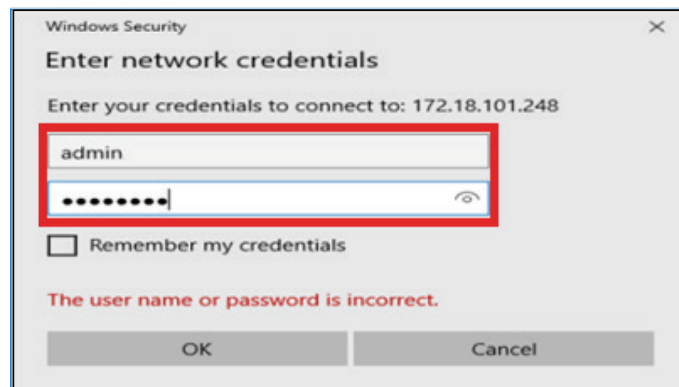 Windows Security
Enter network credentials
Enter your credentials to connect to: 172.18.101.248
admin
••••••••
Remember my credentials
The user name or password is incorrect.
OK
Cancel